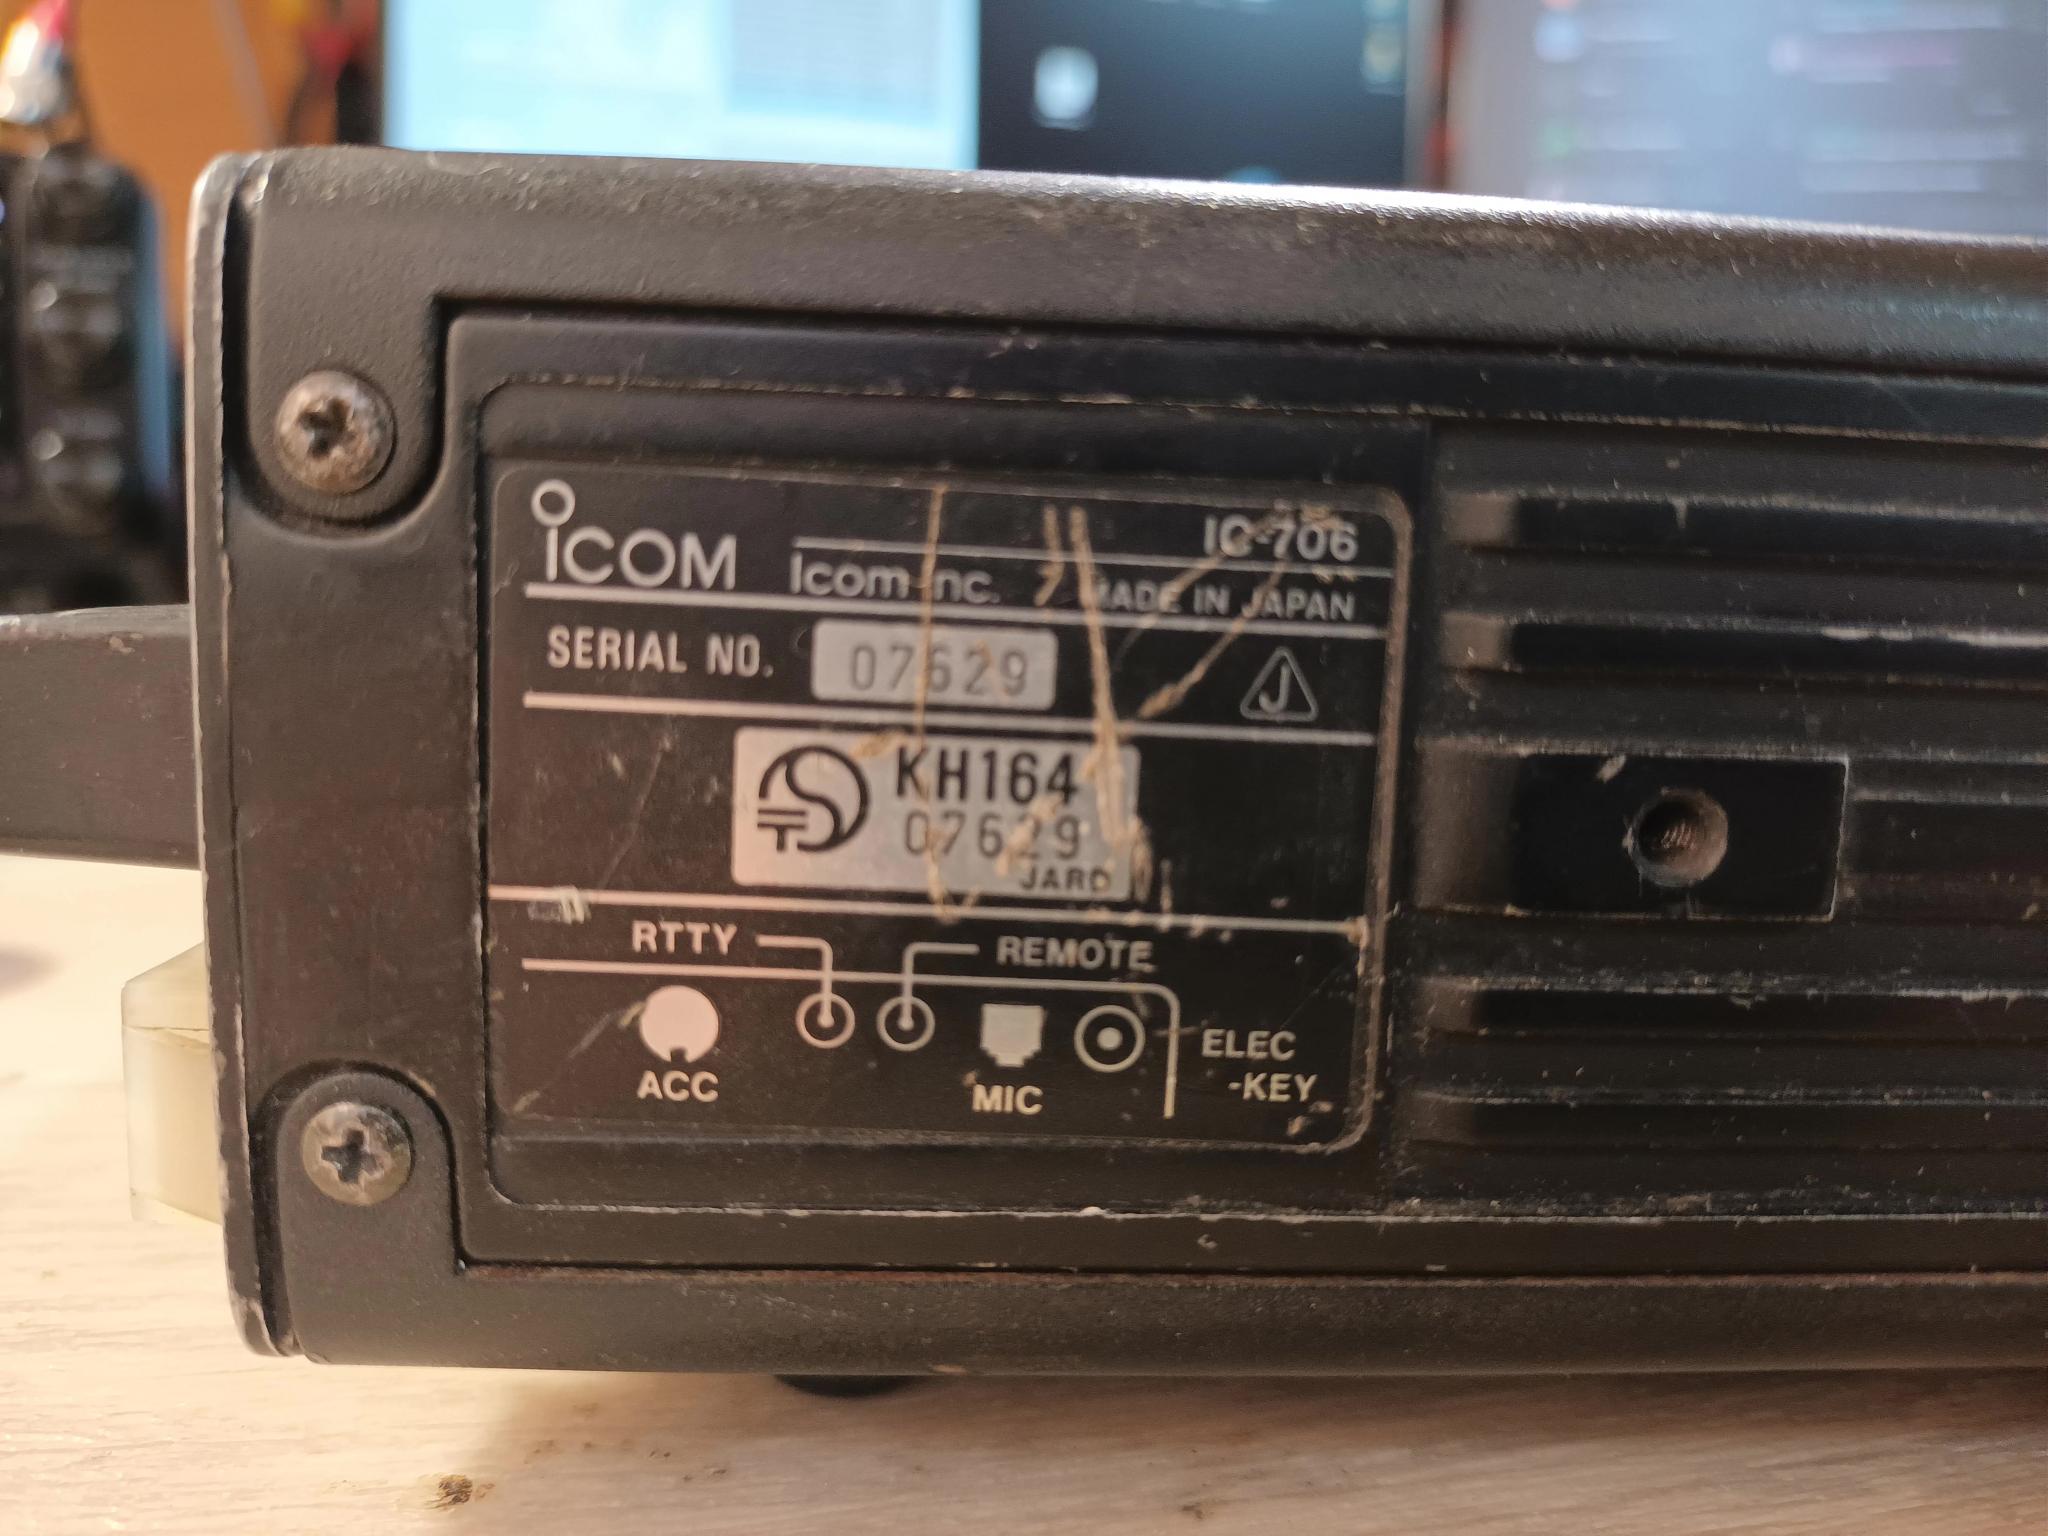 iCOM
IC-706
Icom Inc. MADE IN JAPAN
SERIAL NO. 07629
J
KH164
07629
JARD
RTTY REMOTE
ACC MIC ELEC
-KEY